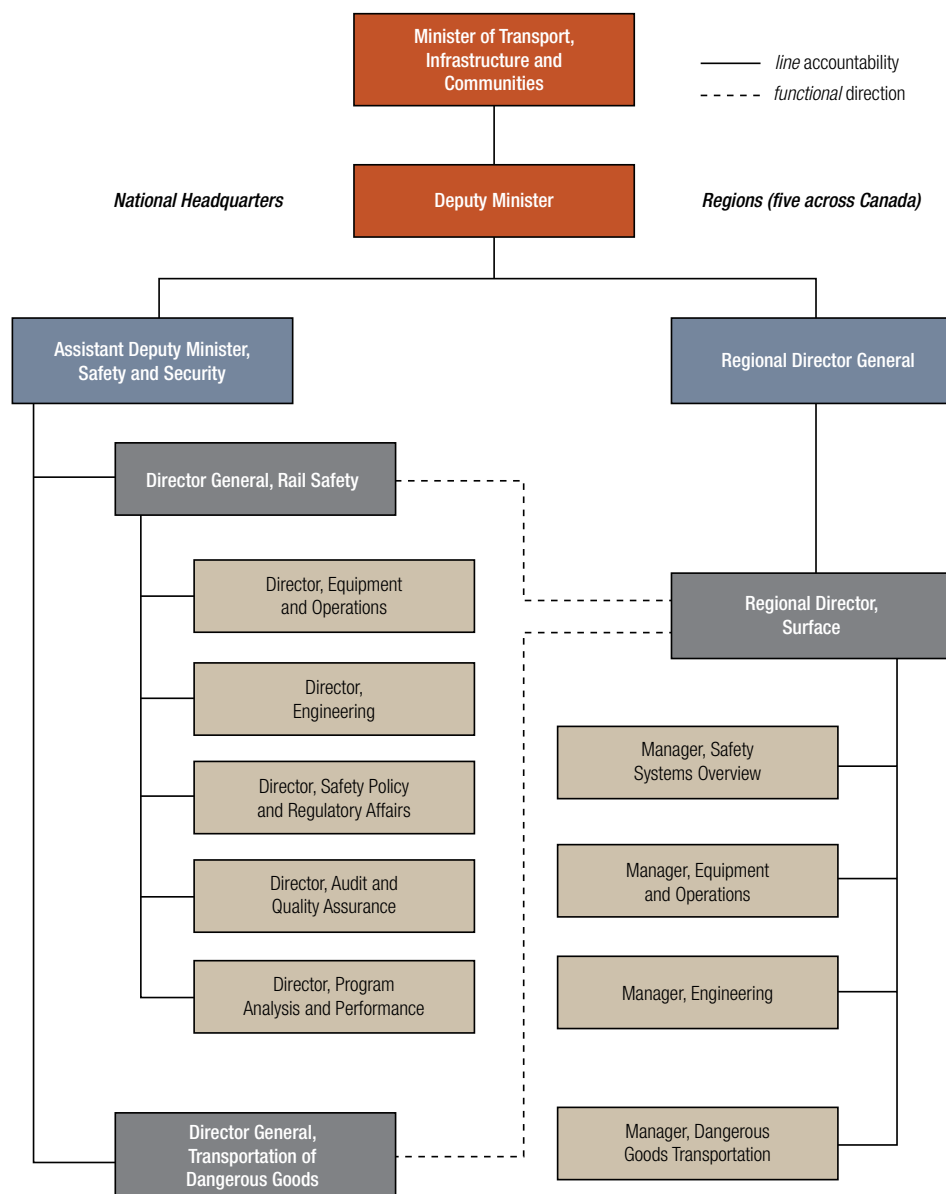 Minister of Transport,
Infrastructure and
Communities
line accountability
functional direction
National Headquarters
Deputy Minister
Regions (five across Canada)
Assistant Deputy Minister,
Safety and Security
Regional Director General
Director General, Rail Safety
Director, Equipment
and Operations
Director,
Engineering
Director, Safety Policy
and Regulatory Affairs
Director, Audit and
Quality Assurance
Director, Program
Analysis and Performance
Director General,
Transportation of
Dangerous Goods
Regional Director,
Surface
Manager, Safety
Systems Overview
Manager, Equipment
and Operations
Manager, Engineering
Manager, Dangerous
Goods Transportation